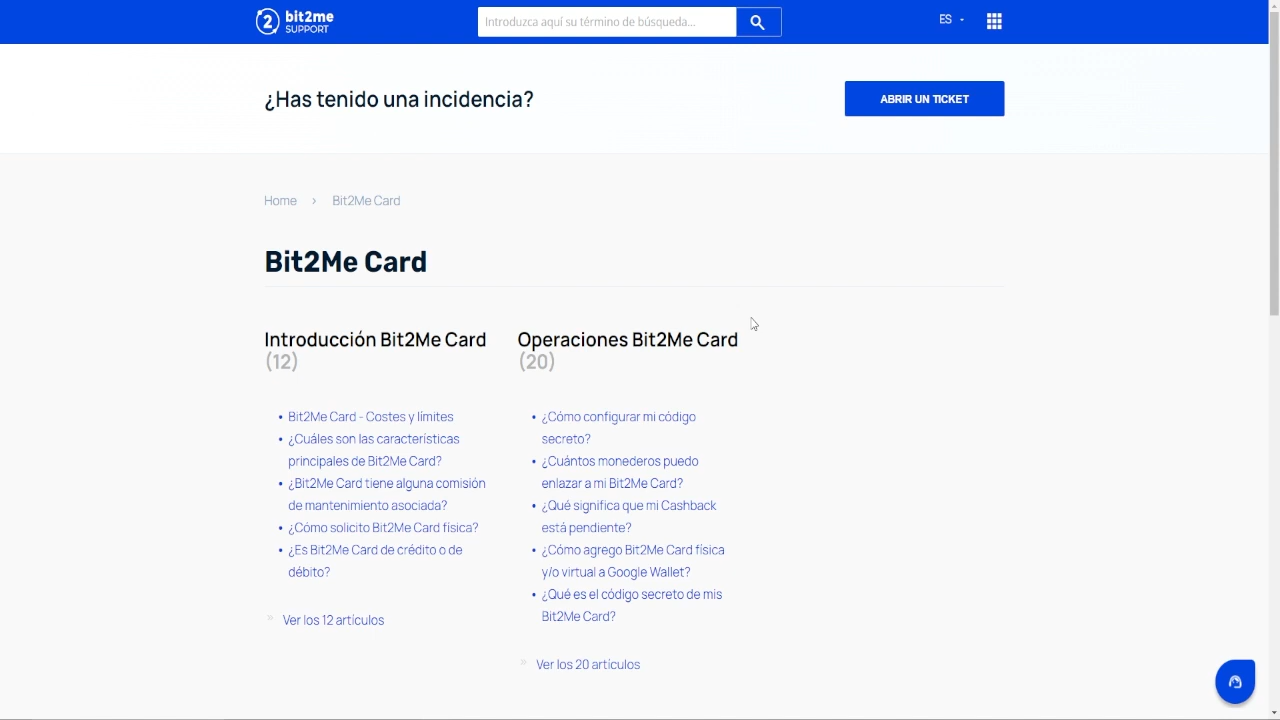 bit2me
SUPPORT
Introduzca aquí su término de búsqueda...
ES
¿Has tenido una incidencia?
ABRIR UN TICKET
Home › Bit2Me Card
Bit2Me Card
Introducción Bit2Me Card
(12)
• Bit2Me Card - Costes y límites
• ¿Cuáles son las características
principales de Bit2Me Card?
• ¿Bit2Me Card tiene alguna comisión
de mantenimiento asociada?
• ¿Cómo solicito Bit2Me Card física?
• ¿Es Bit2Me Card de crédito o de
débito?
» Ver los 12 artículos
Operaciones Bit2Me Card
(20)
• ¿Cómo configurar mi código
secreto?
• ¿Cuántos monederos puedo
enlazar a mi Bit2Me Card?
• ¿Qué significa que mi Cashback
está pendiente?
• ¿Cómo agrego Bit2Me Card física
y/o virtual a Google Wallet?
• ¿Qué es el código secreto de mis
Bit2Me Card?
» Ver los 20 artículos